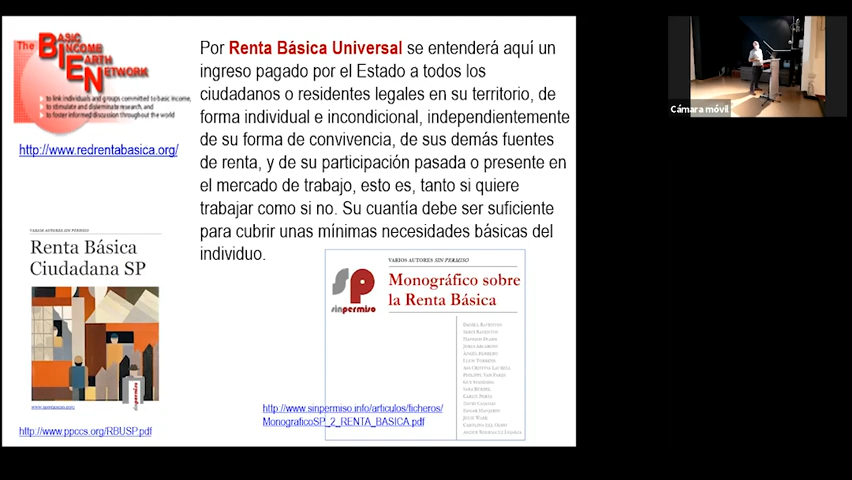 The BASIC
INCOME
EARTH
NETWORK
to link individuals and groups committed to basic income,
to stimulate and disseminate research, and
to foster informed discussion throughout the world
http://www.redrentabasica.org/
Por Renta Básica Universal se entenderá aquí un
ingreso pagado por el Estado a todos los
ciudadanos o residentes legales en su territorio, de
forma individual e incondicional, independientemente
de su forma de convivencia, de sus demás fuentes
de renta, y de su participación pasada o presente en
el mercado de trabajo, esto es, tanto si quiere
trabajar como si no. Su cuantía debe ser suficiente
para cubrir unas mínimas necesidades básicas del
individuo.
VARIOS AUTORES SIN PERMISO
Renta Básica
Ciudadana SP
sinpermiso
http://www.ppccs.org/RBUSP.pdf
VARIOS AUTORES SIN PERMISO
sp
sinpermiso
Monográfico sobre
la Renta Básica
http://www.sinpermiso.info/articulos/ficheros/
MonograficoSP_2_RENTA_BASICA.pdf
Cámara móvil